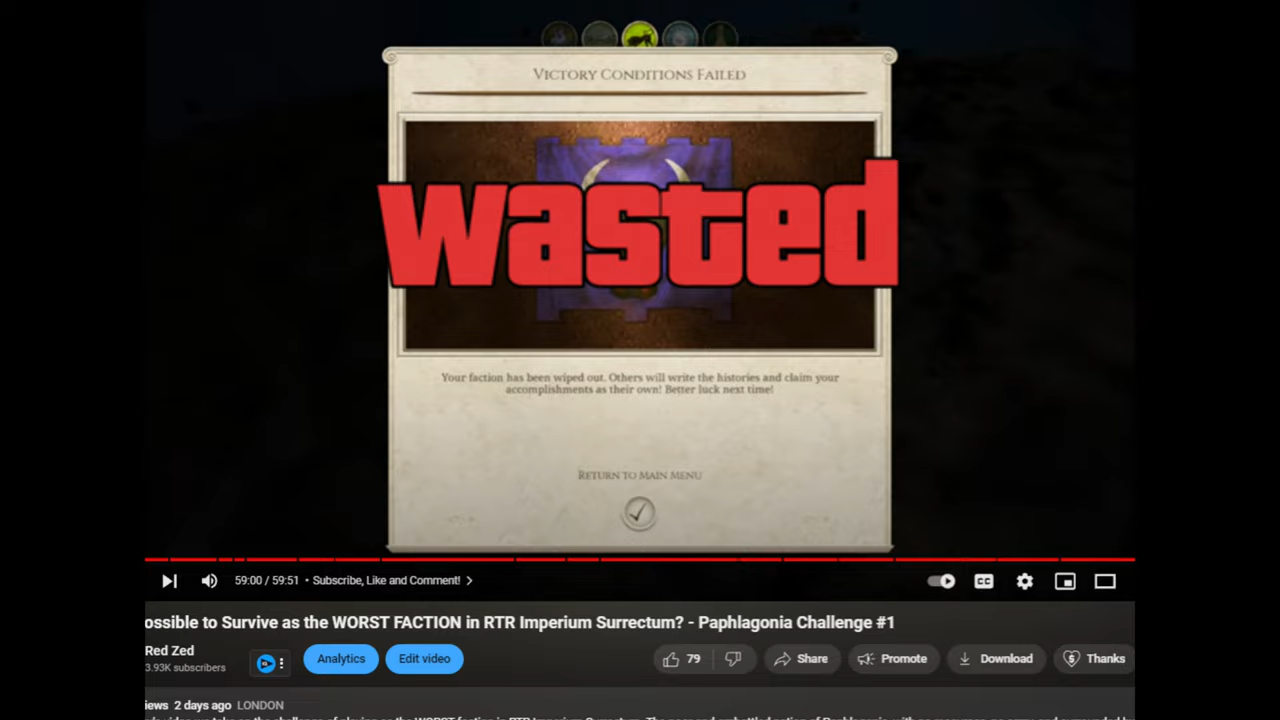 VICTORY CONDITIONS FAILED
wasted
Your faction has been wiped out. Others will write the histories and claim your
accomplishments as their own! Better luck next time!
RETURN TO MAIN MENU
59:00 / 59:51 • Subscribe, Like and Comment!
CC
ossible to Survive as the WORST FACTION in RTR Imperium Surrectum? - Paphlagonia Challenge #1
Red Zed
3.93K subscribers
Analytics
Edit video
79
Share
Promote
Download
Thanks
iews 2 days ago LONDON